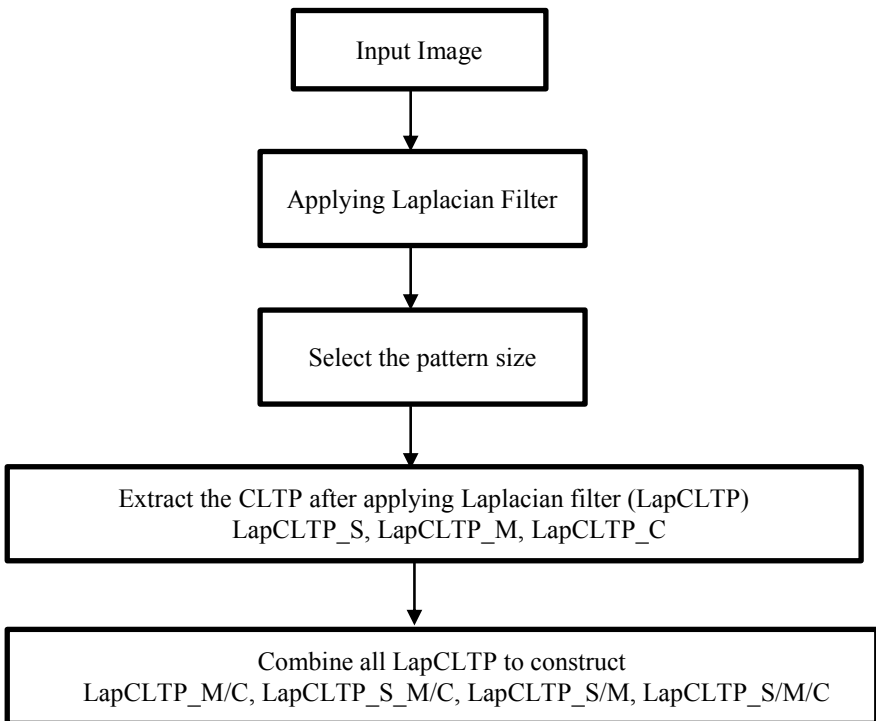 Input Image
Applying Laplacian Filter
Select the pattern size
Extract the CLTP after applying Laplacian filter (LapCLTP)
LapCLTP_S, LapCLTP_M, LapCLTP_C
Combine all LapCLTP to construct
LapCLTP_M/C, LapCLTP_S_M/C, LapCLTP_S/M, LapCLTP_S/M/C